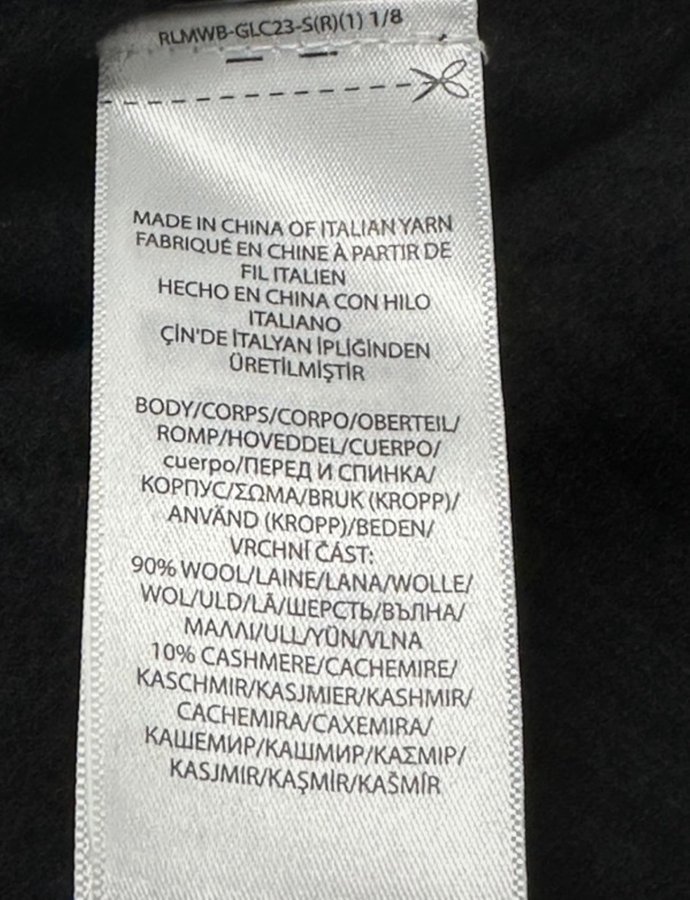 RLMWB-GLC23-S(R)(1) 1/8
MADE IN CHINA OF ITALIAN YARN
FABRIQUÉ EN CHINE À PARTIR DE
FIL ITALIEN
HECHO EN CHINA CON HILO
ITALIANO
ÇİN'DE İTALYAN İPLİĞİNDEN
ÜRETİLMİŞTİR
BODY/CORPS/CORPO/OBERTEIL/
ROMP/HOVEDDEL/CUERPO/
cuerpo/ПЕРЕД И СПИНКА/
КОРПУС/ΣΩΜΑ/BRUK (KROPP)/
ANVÄND (KROPP)/BEDEN/
VRCHNÍ ČÁST:
90% WOOL/LAINE/LANA/WOLLE/
WOL/ULD/LÃ/ШЕРСТЬ/ВЪЛНА/
ΜΑΛΛΙ/ULL/YÜN/VLNA
10% CASHMERE/CACHEMIRE/
KASCHMIR/KASJMIER/KASHMIR/
CACHEMIRA/CAXEMIRA/
КАШЕМИР/КАШМИР/ΚΑΣΜΙΡ/
KASJMIR/KAŞMİR/KAŠMÍR